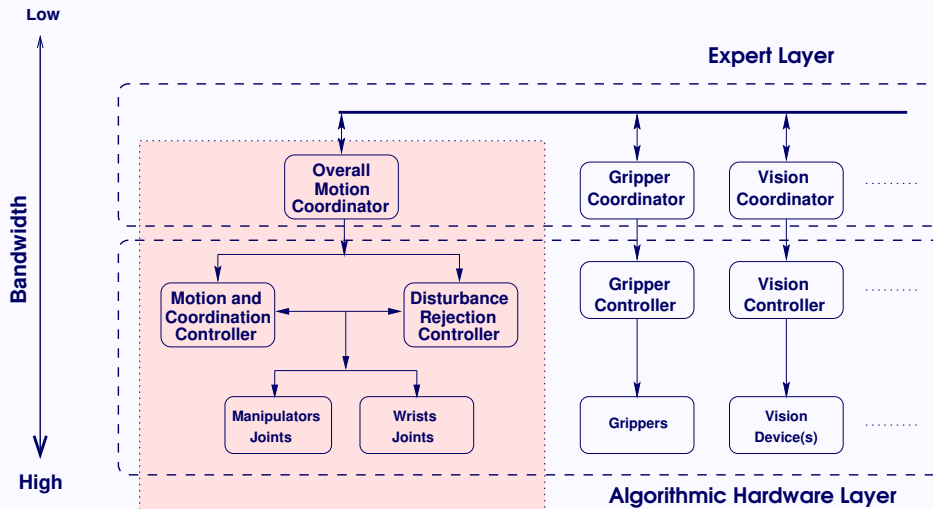 Low
Expert Layer
Overall
Motion
Coordinator
Gripper
Coordinator
Vision
Coordinator
........
Bandwidth
Motion and
Coordination
Controller
Disturbance
Rejection
Controller
Gripper
Controller
Vision
Controller
........
Manipulators
Joints
Wrists
Joints
Grippers
Vision
Device(s)
........
High
Algorithmic Hardware Layer